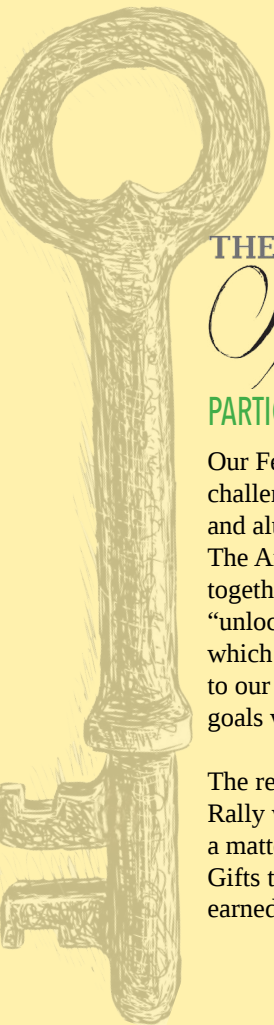 THE
PARTI
Our Fe
challen
and alu
The A
togeth
“unloc
which
to our
goals w

The re
Rally
a matt
Gifts t
earned